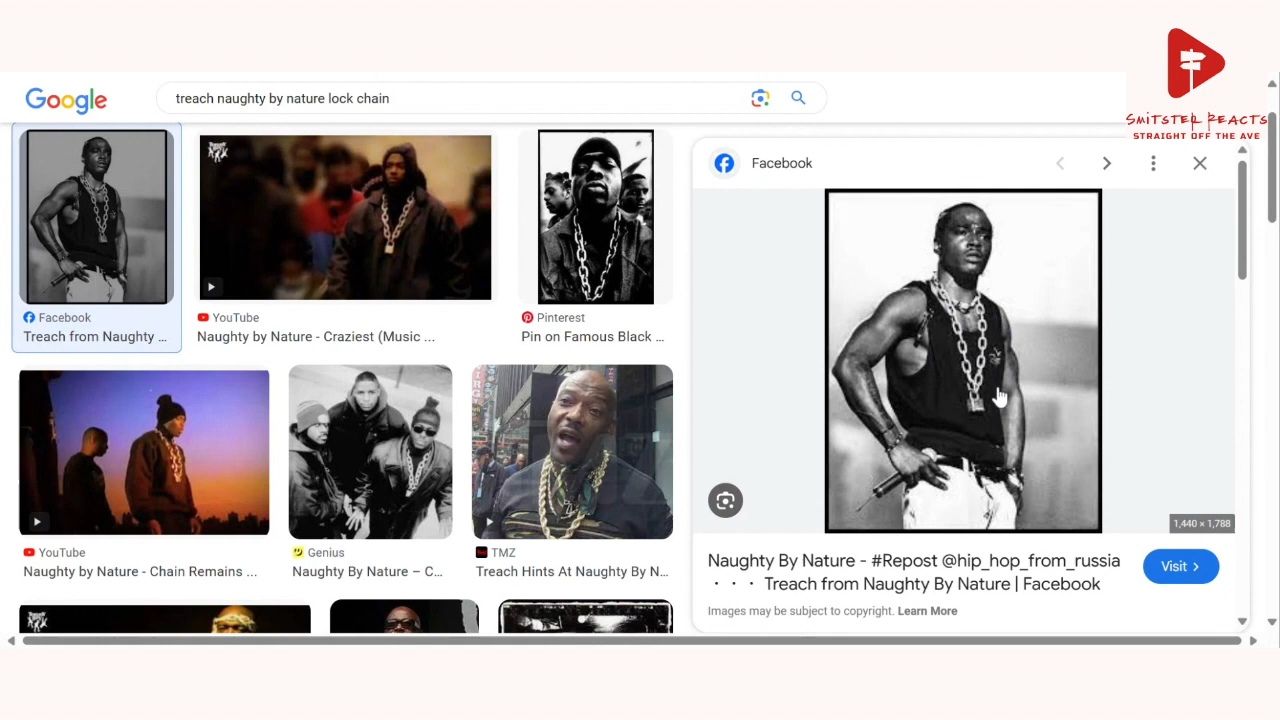 SMITSTER REACTS
STRAIGHT OFF THE AVE
Google
treach naughty by nature lock chain
Facebook
Treach from Naughty ...
YouTube
Naughty by Nature - Craziest (Music ...
Pinterest
Pin on Famous Black ...
YouTube
Naughty by Nature - Chain Remains ...
Genius
Naughty By Nature – C...
TMZ
Treach Hints At Naughty By N...
Facebook
1,440 × 1,788
Naughty By Nature - #Repost @hip_hop_from_russia
・・・ Treach from Naughty By Nature | Facebook
Visit >
Images may be subject to copyright. Learn More